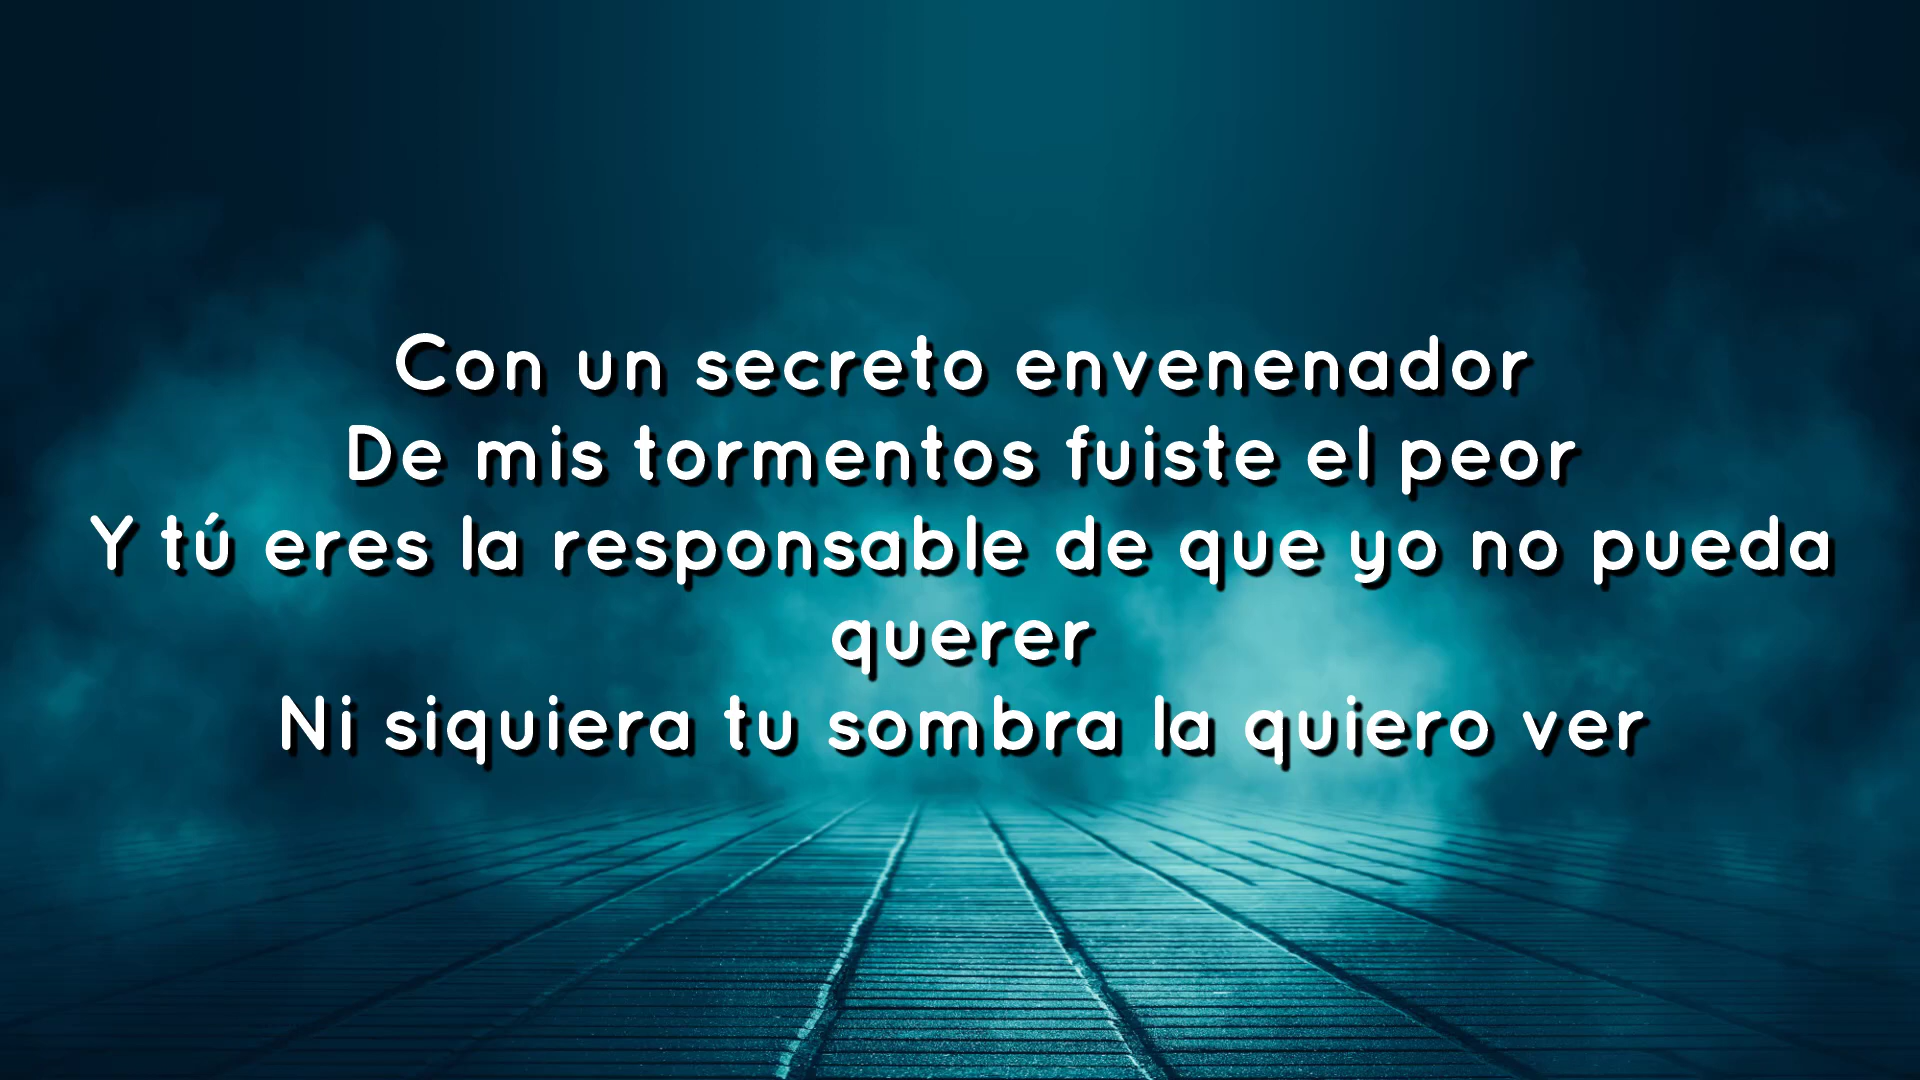 Con un secreto envenenador
De mis tormentos fuiste el peor
Y tú eres la responsable de que yo no pueda
querer
Ni siquiera tu sombra la quiero ver